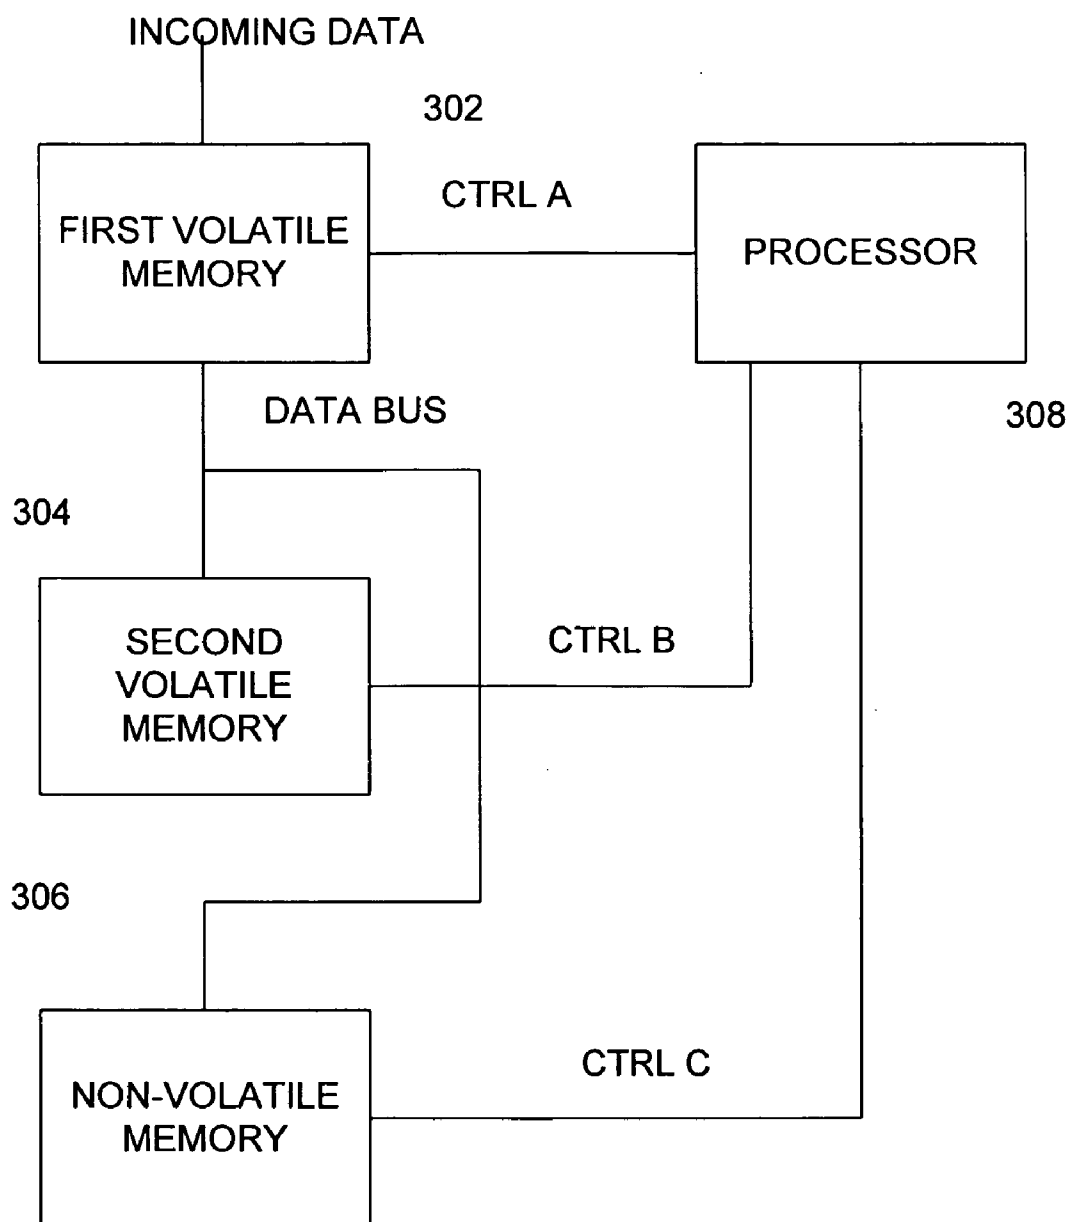 INCOMING DATA
302
CTRL A
FIRST VOLATILE
MEMORY
PROCESSOR
DATA BUS
308
304
SECOND
VOLATILE
MEMORY
CTRL B
306
CTRL C
NON-VOLATILE
MEMORY